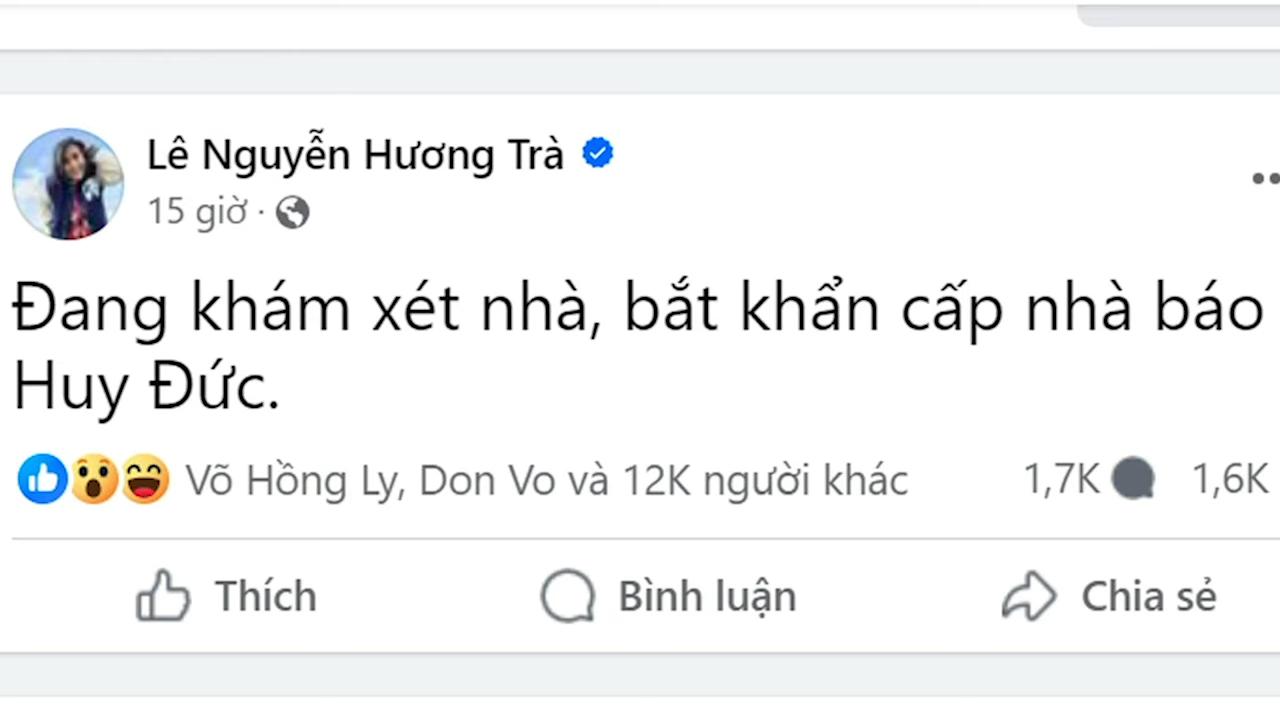 Lê Nguyễn Hương Trà
15 giờ ·
Đang khám xét nhà, bắt khẩn cấp nhà báo
Huy Đức.
Võ Hồng Ly, Don Vo và 12K người khác 1,7K 1,6K
Thích Bình luận Chia sẻ